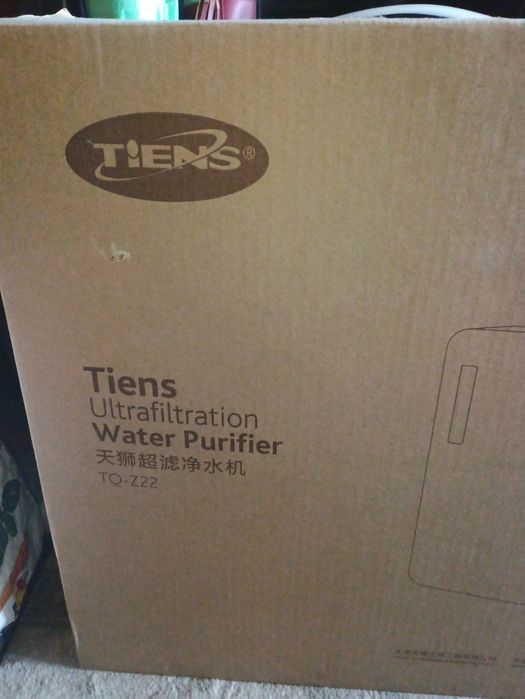 TIENS®
Tiens
Ultrafiltration
Water Purifier
天狮超滤净水机
TQ-Z22